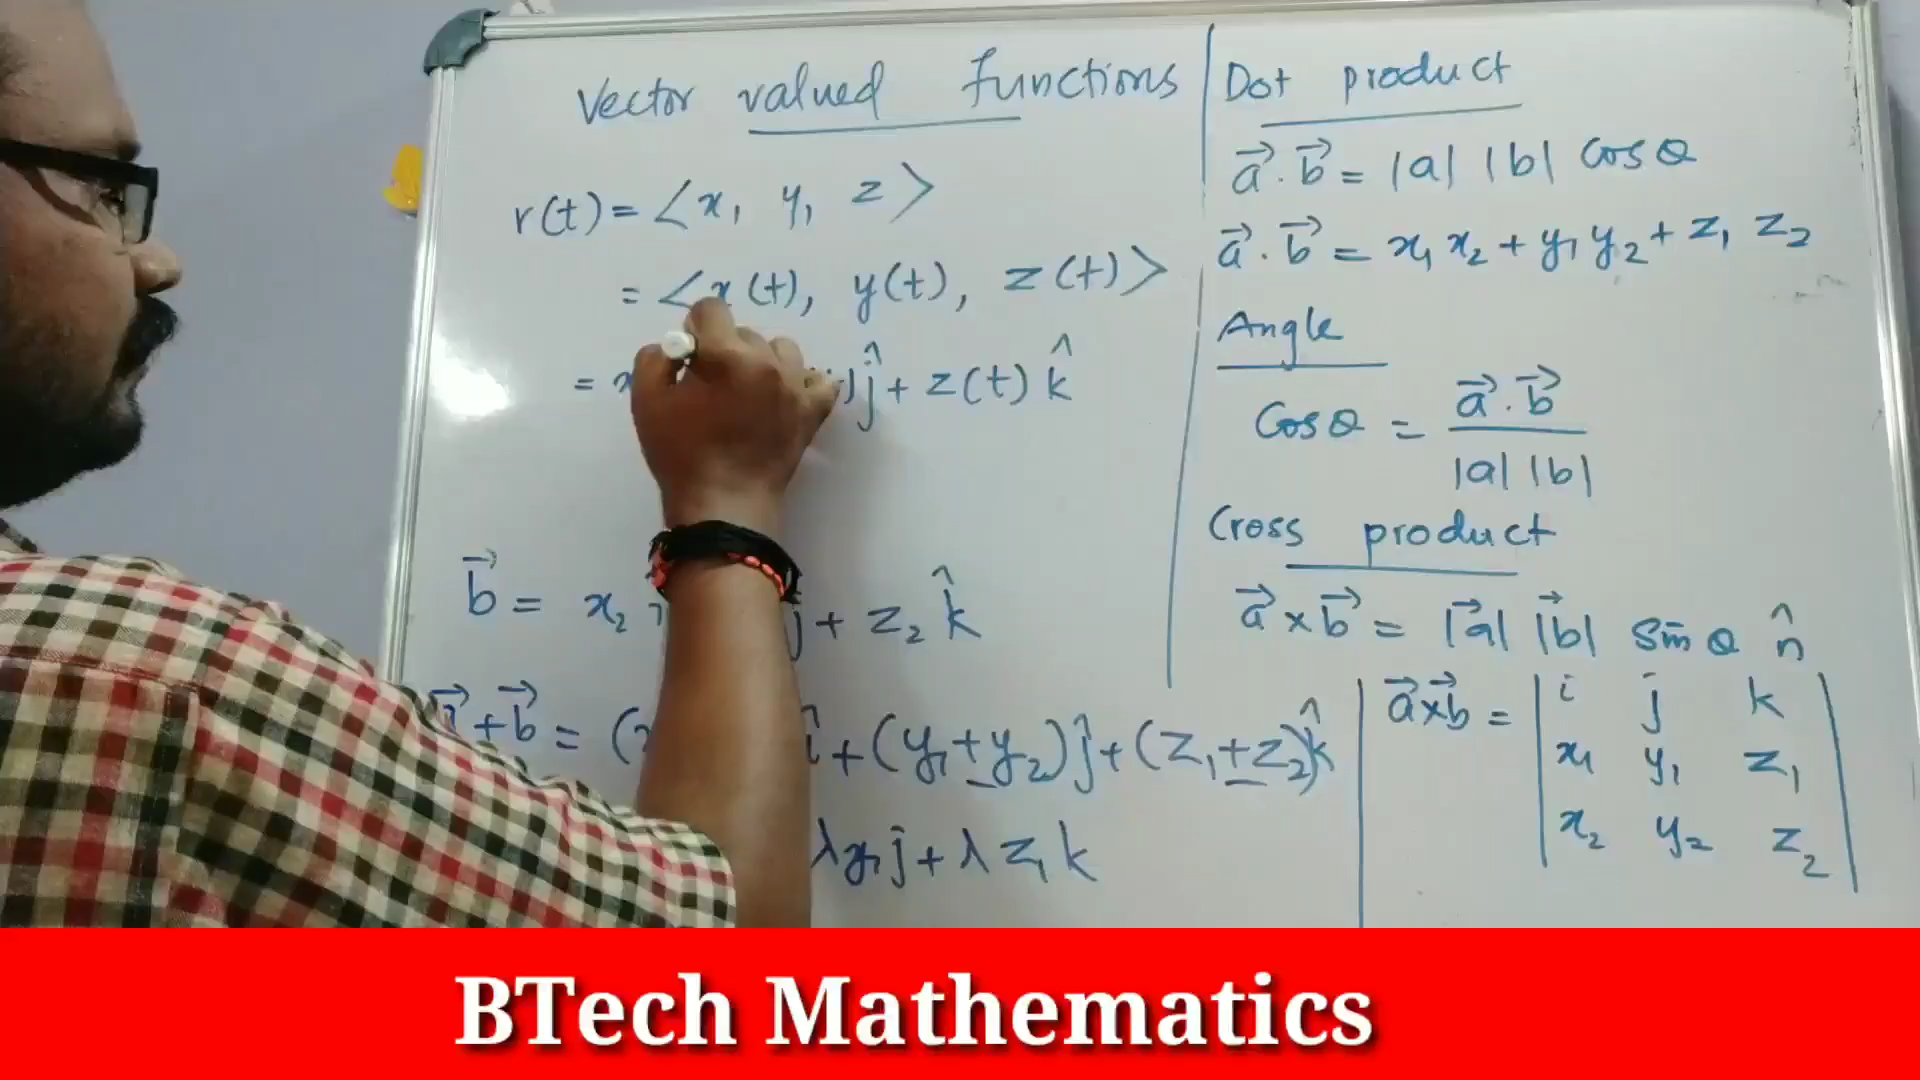 Vector valued functions
r(t) = < x, y, z >
= < x(t), y(t), z(t) >
= x ĵ + z(t) k̂
b⃗ = x₂ j + z₂ k̂
+ b⃗ = ( î + (y₁+y₂) ĵ + (z₁+z₂) k̂
λy₁ j + λ z₁ k
Dot product
a⃗ . b⃗ = |a| |b| Cos θ
a⃗ . b⃗ = x₁ x₂ + y₁ y₂ + z₁ z₂
Angle
Cos θ = a⃗ . b⃗ / |a| |b|
Cross product
a⃗ × b⃗ = |a⃗| |b⃗| Sin θ n̂
a⃗×b⃗ = | i j k |
x₁ y₁ z₁
x₂ y₂ z₂
BTech Mathematics